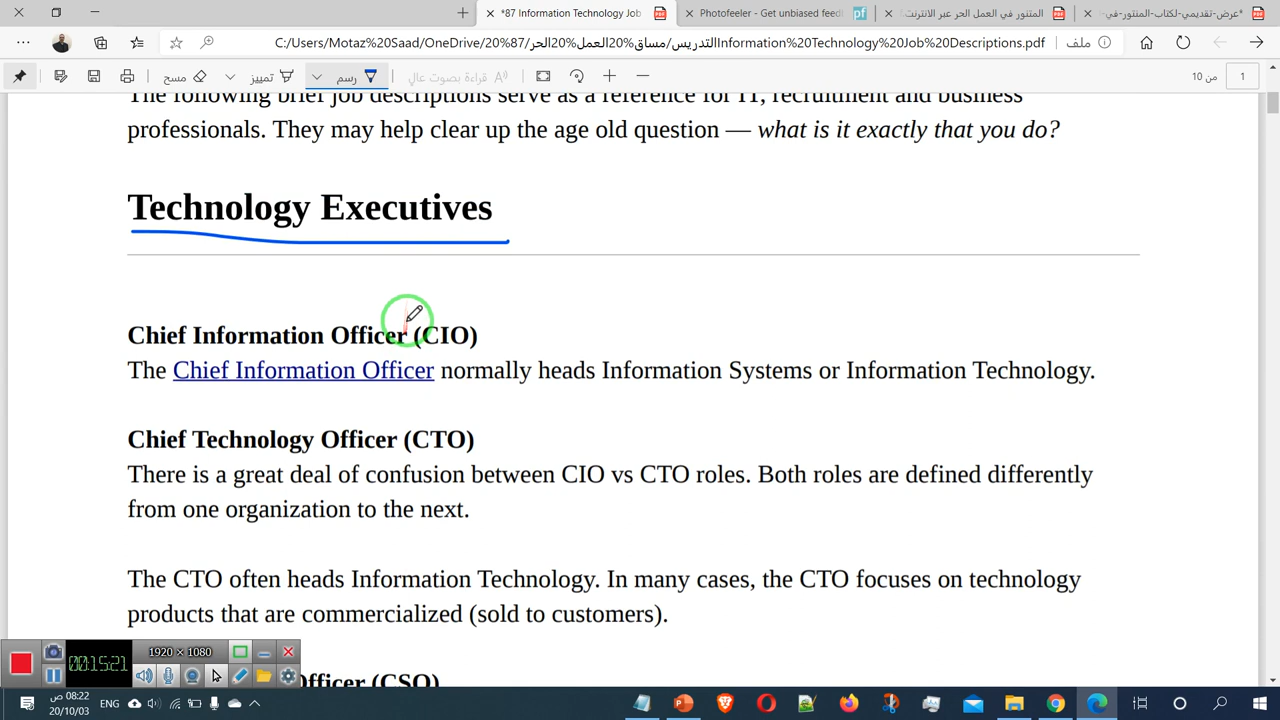 *87 Information Technology Job
Photofeeler - Get unbiased feed
المنثور في العمل الحر عبر الانترنت
*عرض-تقديمي-لكتاب-المنثور-في
ملف
C:/Users/Motaz%20Saad/OneDrive/التدريس/مساق%20العمل%20الحر/87%20Information%20Technology%20Job%20Descriptions.pdf
1
من 10
قراءة بصوت عالٍ
رسم
تمييز
مسح
The following brief job descriptions serve as a reference for IT, recruitment and business
professionals. They may help clear up the age old question — what is it exactly that you do?
Technology Executives
Chief Information Officer (CIO)
The Chief Information Officer normally heads Information Systems or Information Technology.
Chief Technology Officer (CTO)
There is a great deal of confusion between CIO vs CTO roles. Both roles are defined differently
from one organization to the next.
The CTO often heads Information Technology. In many cases, the CTO focuses on technology
products that are commercialized (sold to customers).
Officer (CSO)
1920 × 1080
00:15:21
08:22 ص
20/10/03
ENG